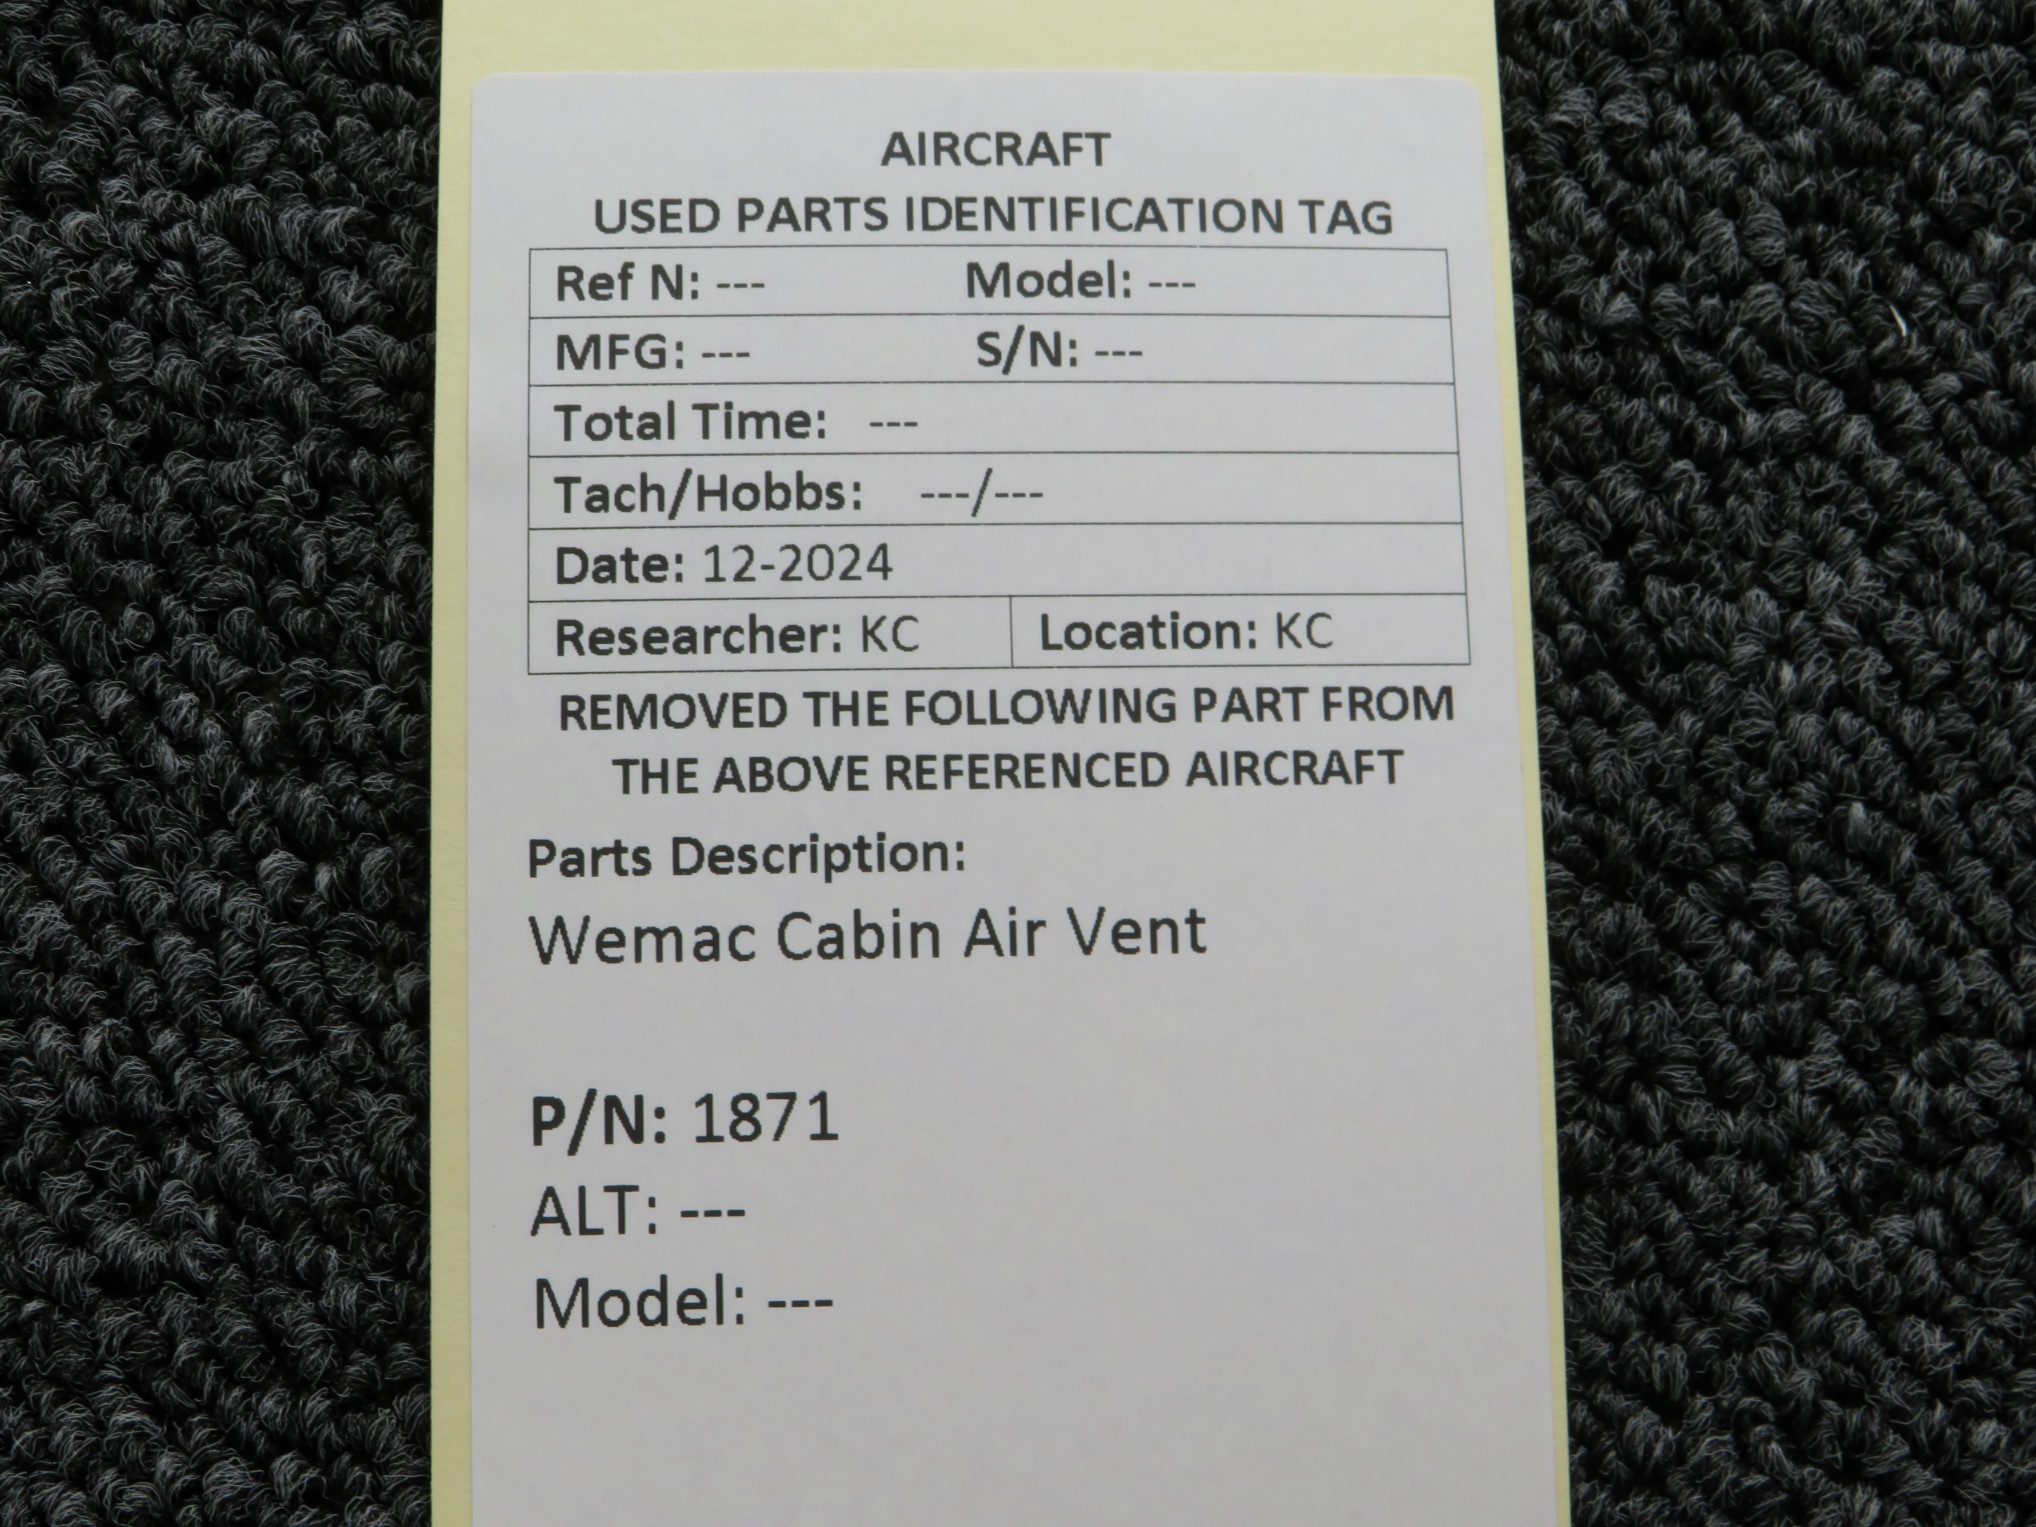 AIRCRAFT
USED PARTS IDENTIFICATION TAG
Ref N: --- Model: ---
MFG: --- S/N: ---
Total Time: ---
Tach/Hobbs: ---/---
Date: 12-2024
Researcher: KC Location: KC
REMOVED THE FOLLOWING PART FROM
THE ABOVE REFERENCED AIRCRAFT
Parts Description:
Wemac Cabin Air Vent
P/N: 1871
ALT: ---
Model: ---